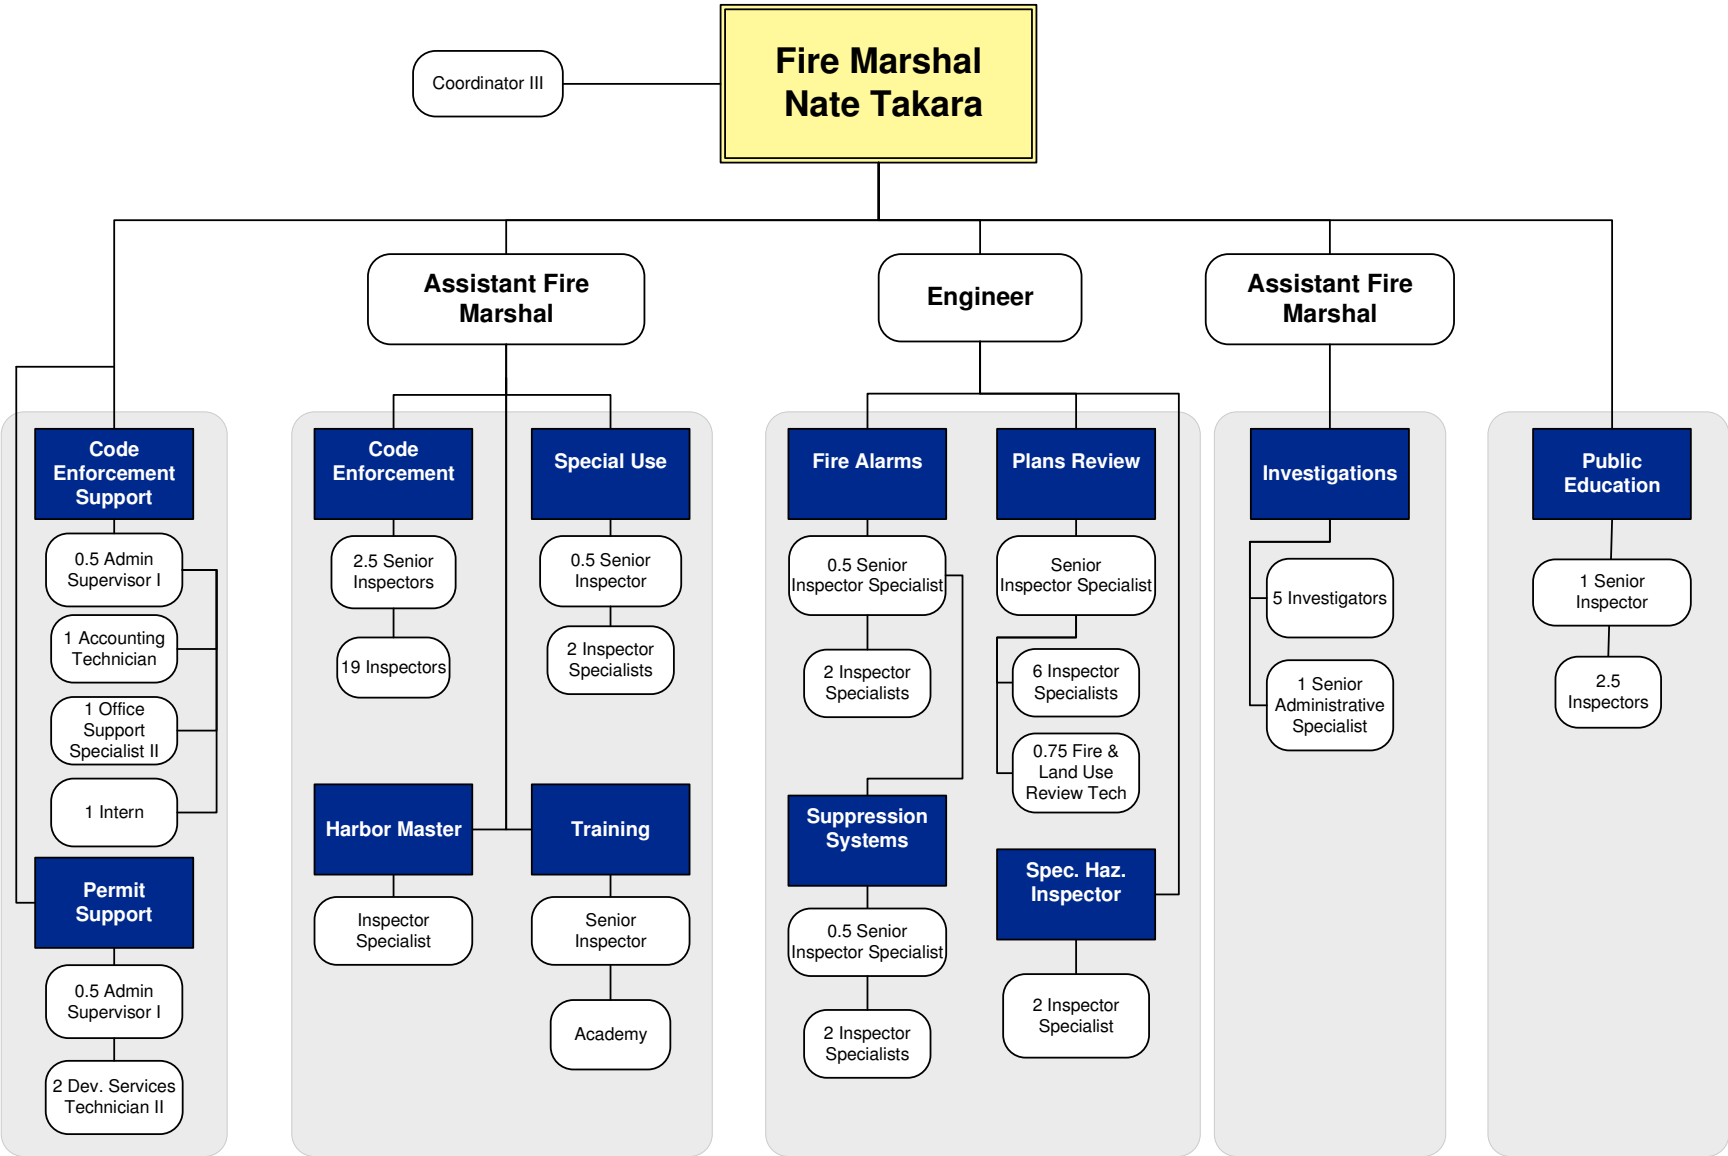 Fire Marshal
Nate Takara
Coordinator III
Assistant Fire
Marshal
Engineer
Assistant Fire
Marshal
Code
Enforcement
Support
0.5 Admin
Supervisor I
1 Accounting
Technician
1 Office
Support
Specialist II
1 Intern
Permit
Support
0.5 Admin
Supervisor I
2 Dev. Services
Technician II
Code
Enforcement
2.5 Senior
Inspectors
19 Inspectors
Special Use
0.5 Senior
Inspector
2 Inspector
Specialists
Harbor Master
Inspector
Specialist
Training
Senior
Inspector
Academy
Fire Alarms
0.5 Senior
Inspector Specialist
2 Inspector
Specialists
Suppression
Systems
0.5 Senior
Inspector Specialist
2 Inspector
Specialists
Plans Review
Senior
Inspector Specialist
6 Inspector
Specialists
0.75 Fire &
Land Use
Review Tech
Spec. Haz.
Inspector
2 Inspector
Specialist
Investigations
5 Investigators
1 Senior
Administrative
Specialist
Public
Education
1 Senior
Inspector
2.5
Inspectors